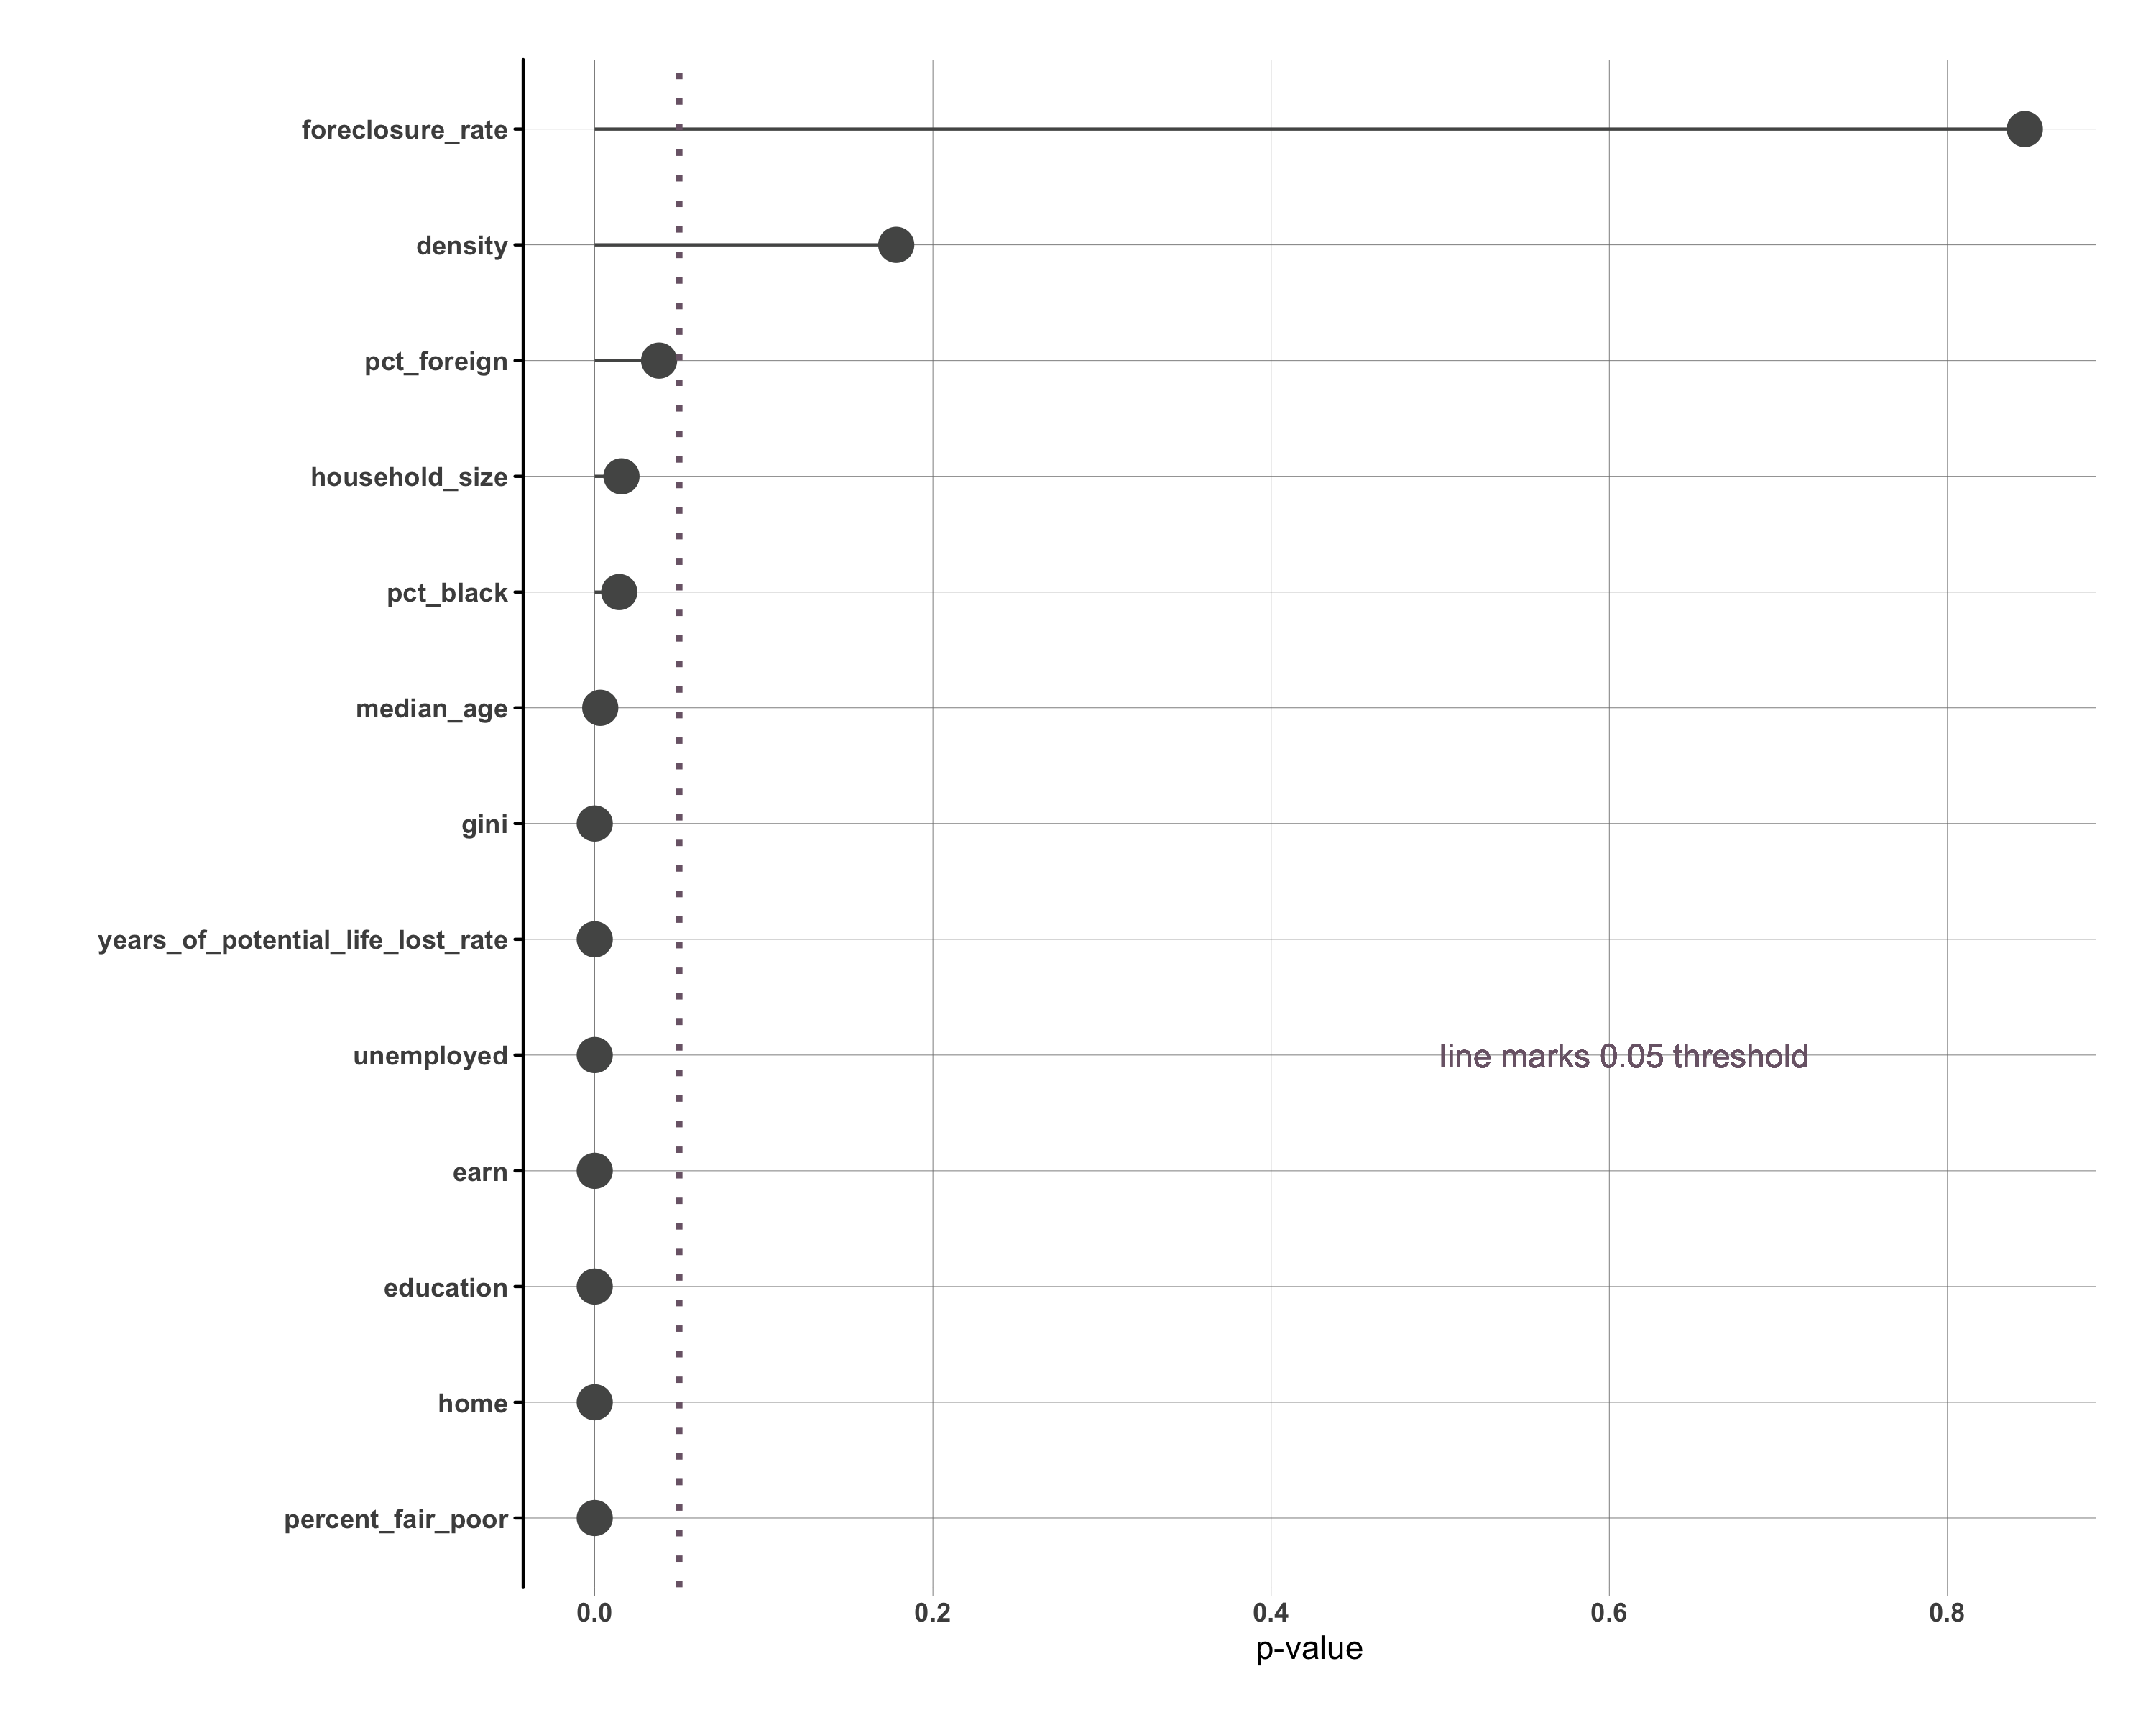 foreclosure_rate
density
pct_foreign
household_size
pct_black
median_age
gini
years_of_potential_life_lost_rate
unemployed
line marks 0.05 threshold
earn
education
home
percent_fair_poor
0.0 0.2 0.4 0.6 0.8
p-value